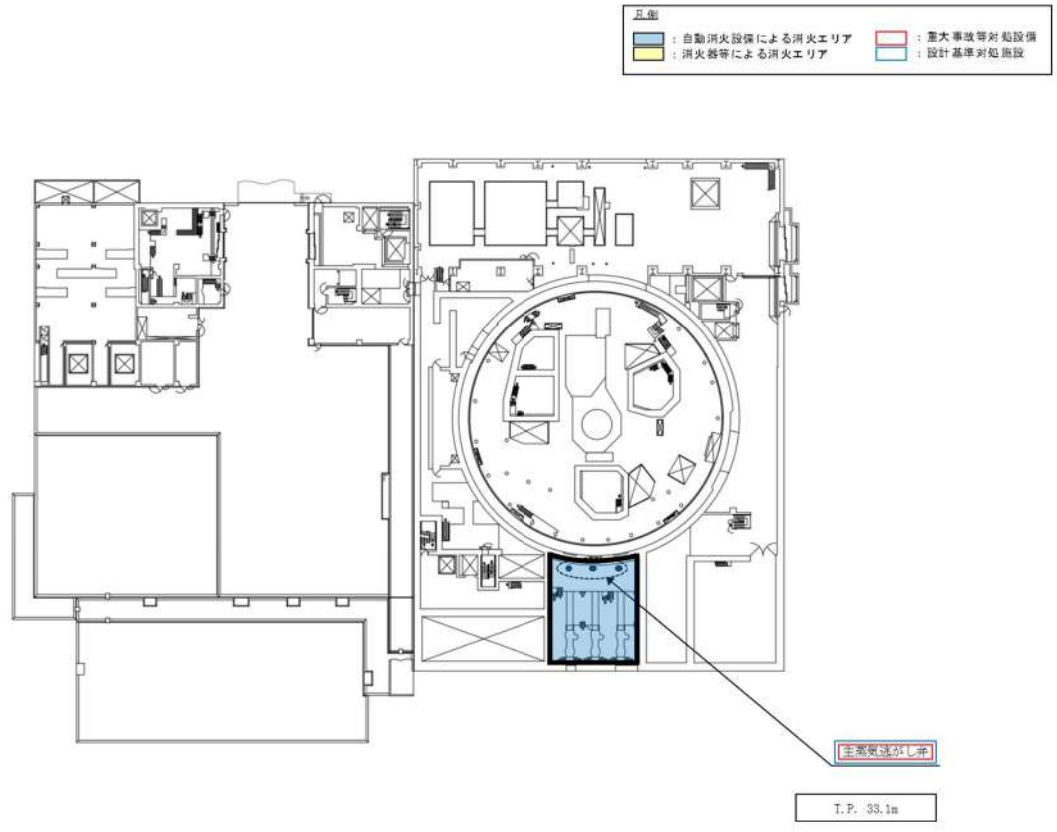 凡例
：自動消火設備による消火エリア
：消火器等による消火エリア
：重大事故等対処設備
：設計基準対処施設
主蒸気逃がし弁
T.P. 33.1m